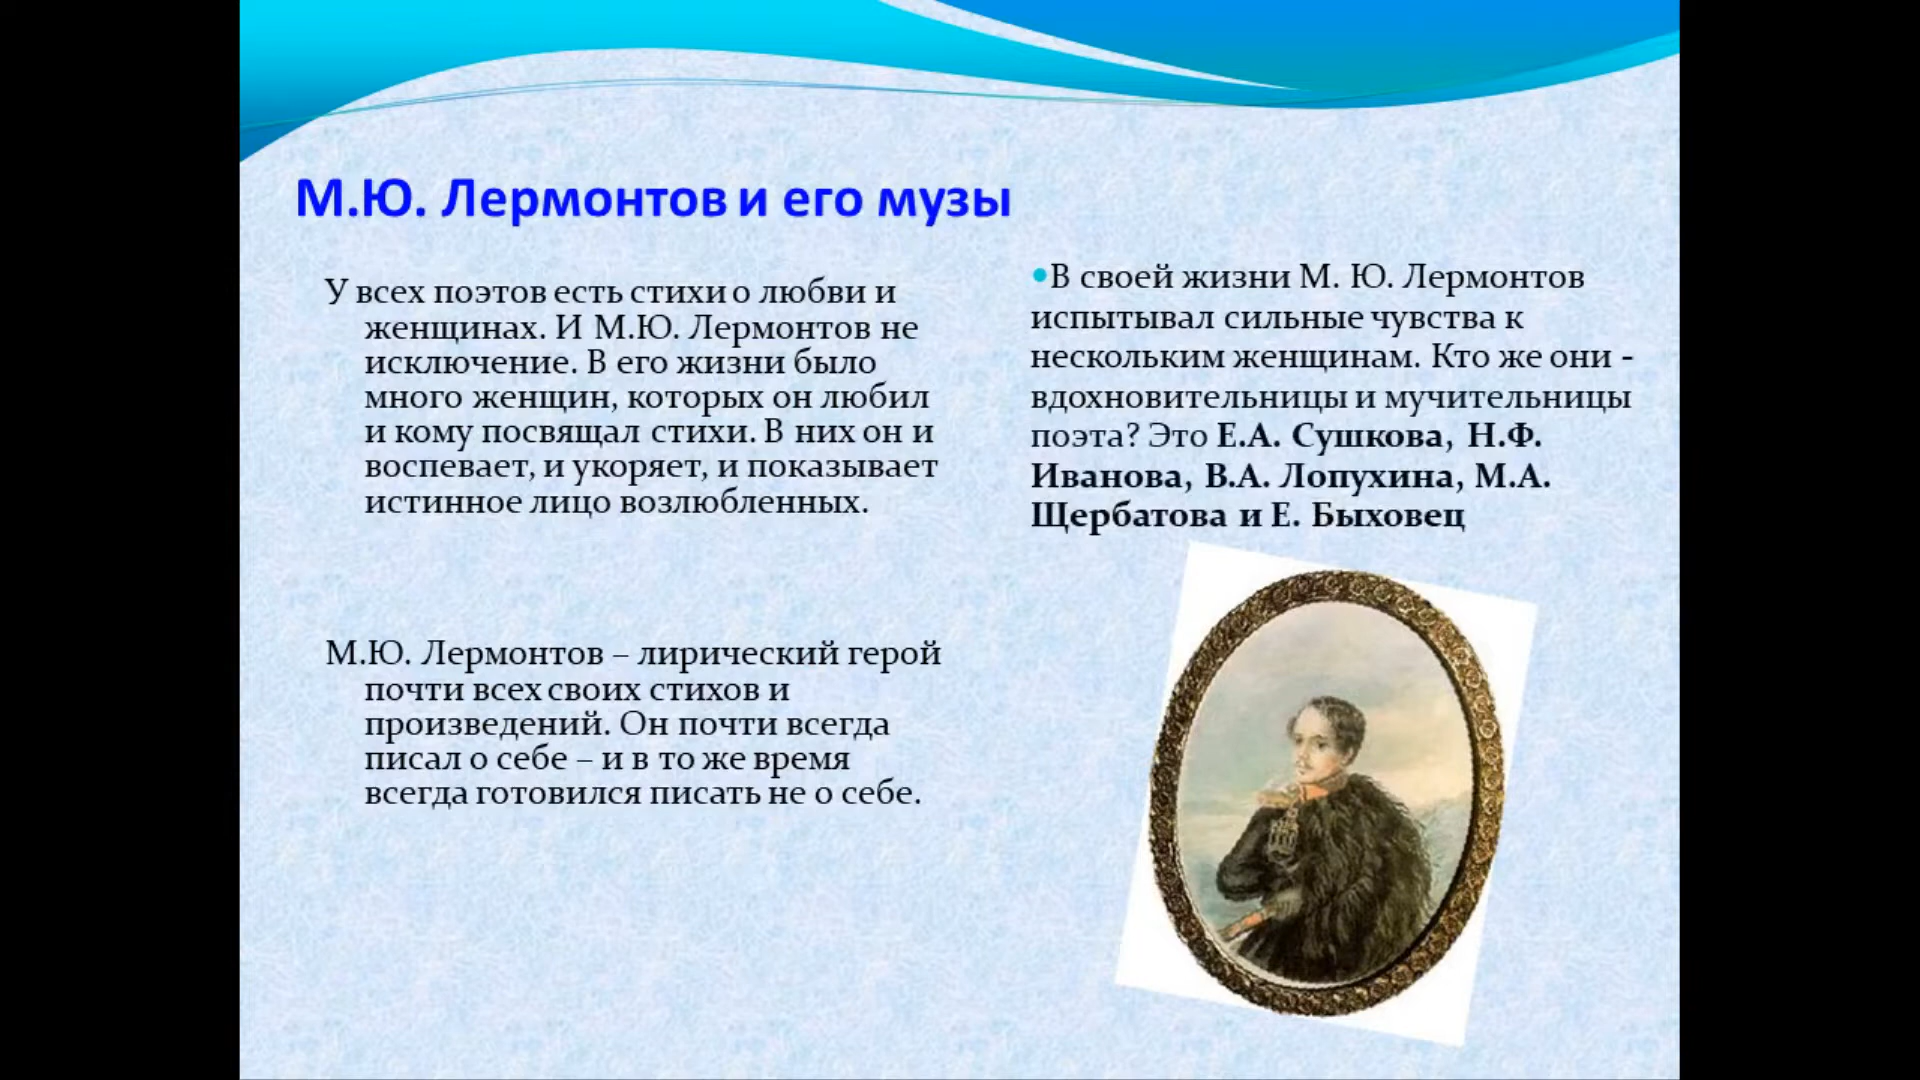 М.Ю. Лермонтов и его музы
У всех поэтов есть стихи о любви и
женщинах. И М.Ю. Лермонтов не
исключение. В его жизни было
много женщин, которых он любил
и кому посвящал стихи. В них он и
воспевает, и укоряет, и показывает
истинное лицо возлюбленных.
М.Ю. Лермонтов – лирический герой
почти всех своих стихов и
произведений. Он почти всегда
писал о себе – и в то же время
всегда готовился писать не о себе.
•В своей жизни М. Ю. Лермонтов
испытывал сильные чувства к
нескольким женщинам. Кто же они -
вдохновительницы и мучительницы
поэта? Это Е.А. Сушкова, Н.Ф.
Иванова, В.А. Лопухина, М.А.
Щербатова и Е. Быховец